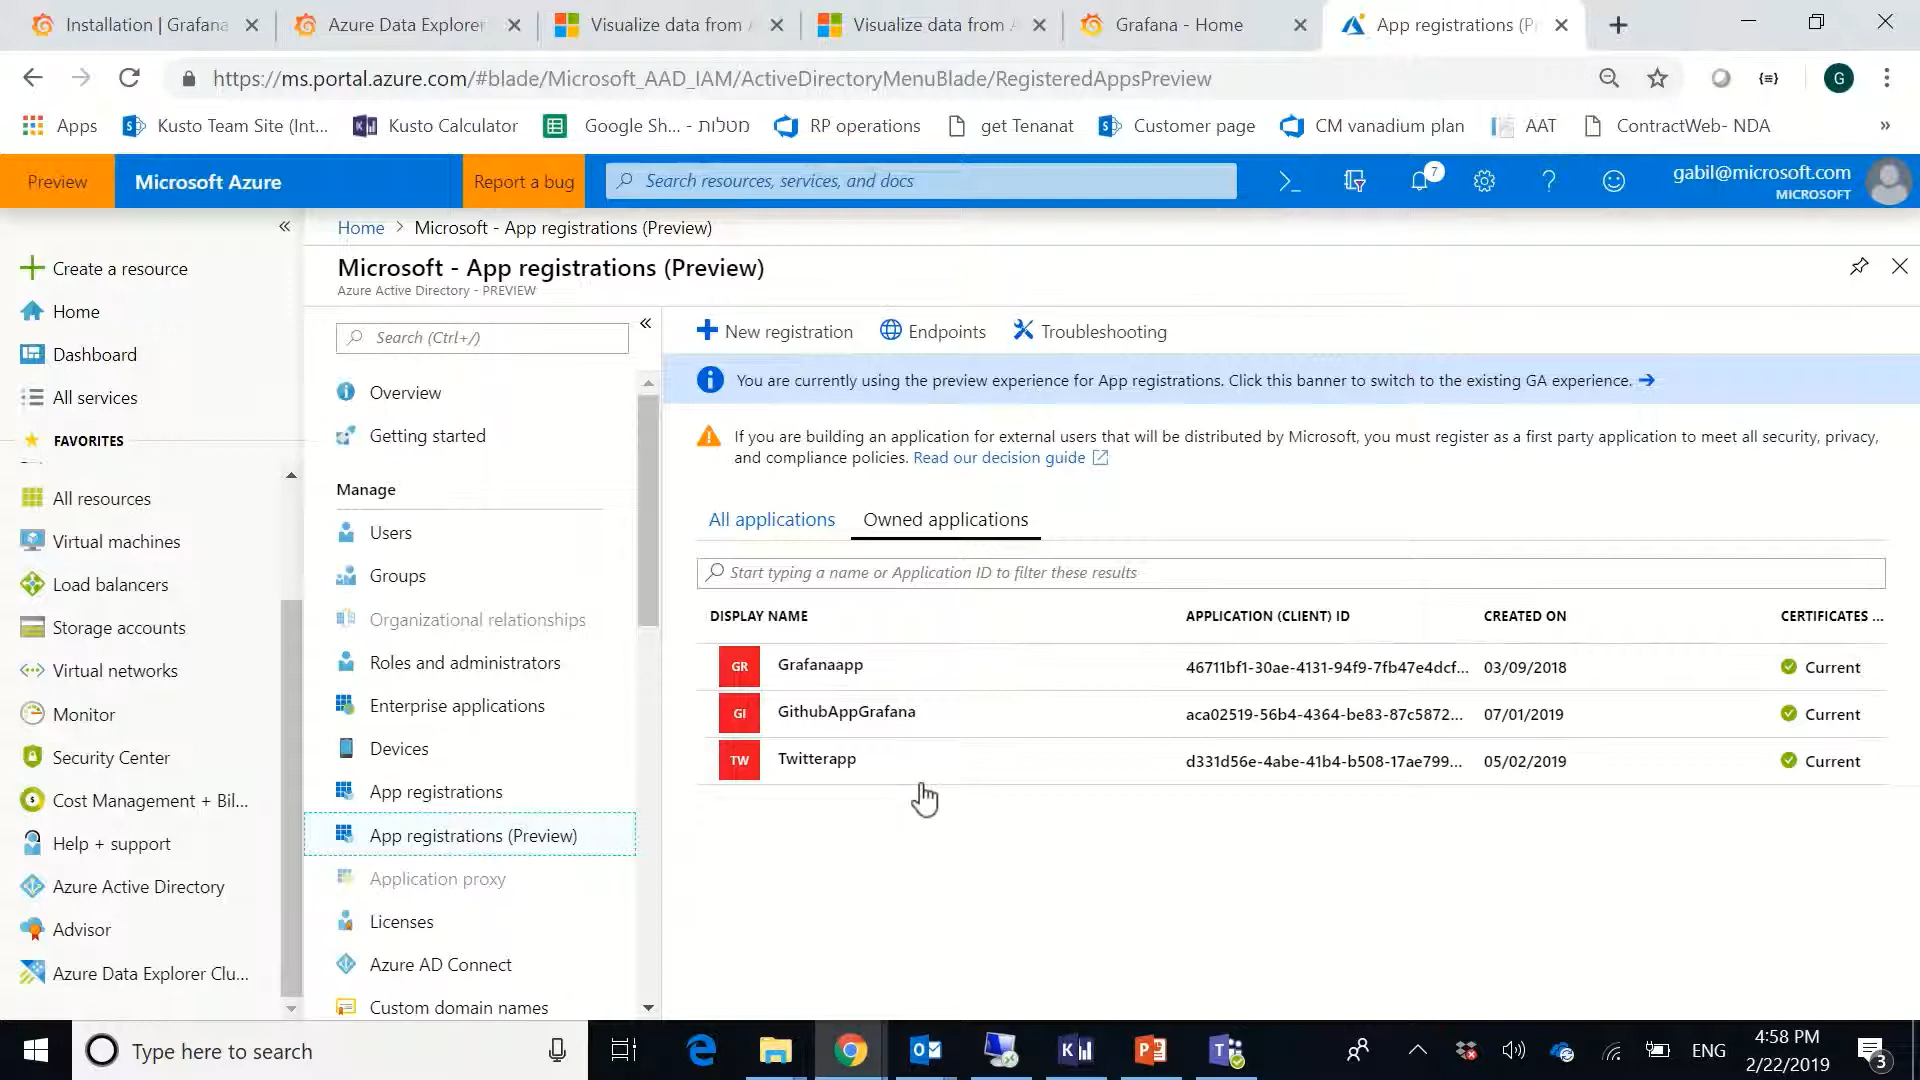 Installation | Grafana
Azure Data Explorer
Visualize data from A
Visualize data from A
Grafana - Home
App registrations (P
https://ms.portal.azure.com/#blade/Microsoft_AAD_IAM/ActiveDirectoryMenuBlade/RegisteredAppsPreview
G
Apps
Kusto Team Site (Int...
Kusto Calculator
Google Sh... - מטלות
RP operations
get Tenanat
Customer page
CM vanadium plan
AAT
ContractWeb- NDA
»
Preview
Microsoft Azure
Report a bug
Search resources, services, and docs
7
gabil@microsoft.com
MICROSOFT
Home > Microsoft - App registrations (Preview)
Microsoft - App registrations (Preview)
Azure Active Directory - PREVIEW
Create a resource
Home
Dashboard
All services
FAVORITES
All resources
Virtual machines
Load balancers
Storage accounts
Virtual networks
Monitor
Security Center
Cost Management + Bil...
Help + support
Azure Active Directory
Advisor
Azure Data Explorer Clu...
Search (Ctrl+/)
Overview
Getting started
Manage
Users
Groups
Organizational relationships
Roles and administrators
Enterprise applications
Devices
App registrations
App registrations (Preview)
Application proxy
Licenses
Azure AD Connect
Custom domain names
New registration
Endpoints
Troubleshooting
You are currently using the preview experience for App registrations. Click this banner to switch to the existing GA experience.
If you are building an application for external users that will be distributed by Microsoft, you must register as a first party application to meet all security, privacy,
and compliance policies. Read our decision guide
All applications
Owned applications
Start typing a name or Application ID to filter these results
DISPLAY NAME APPLICATION (CLIENT) ID CREATED ON CERTIFICATES ...
GR Grafanaapp 46711bf1-30ae-4131-94f9-7fb47e4dcf... 03/09/2018 Current
GI GithubAppGrafana aca02519-56b4-4364-be83-87c5872... 07/01/2019 Current
TW Twitterapp d331d56e-4abe-41b4-b508-17ae799... 05/02/2019 Current
Type here to search
ENG
4:58 PM
2/22/2019
3